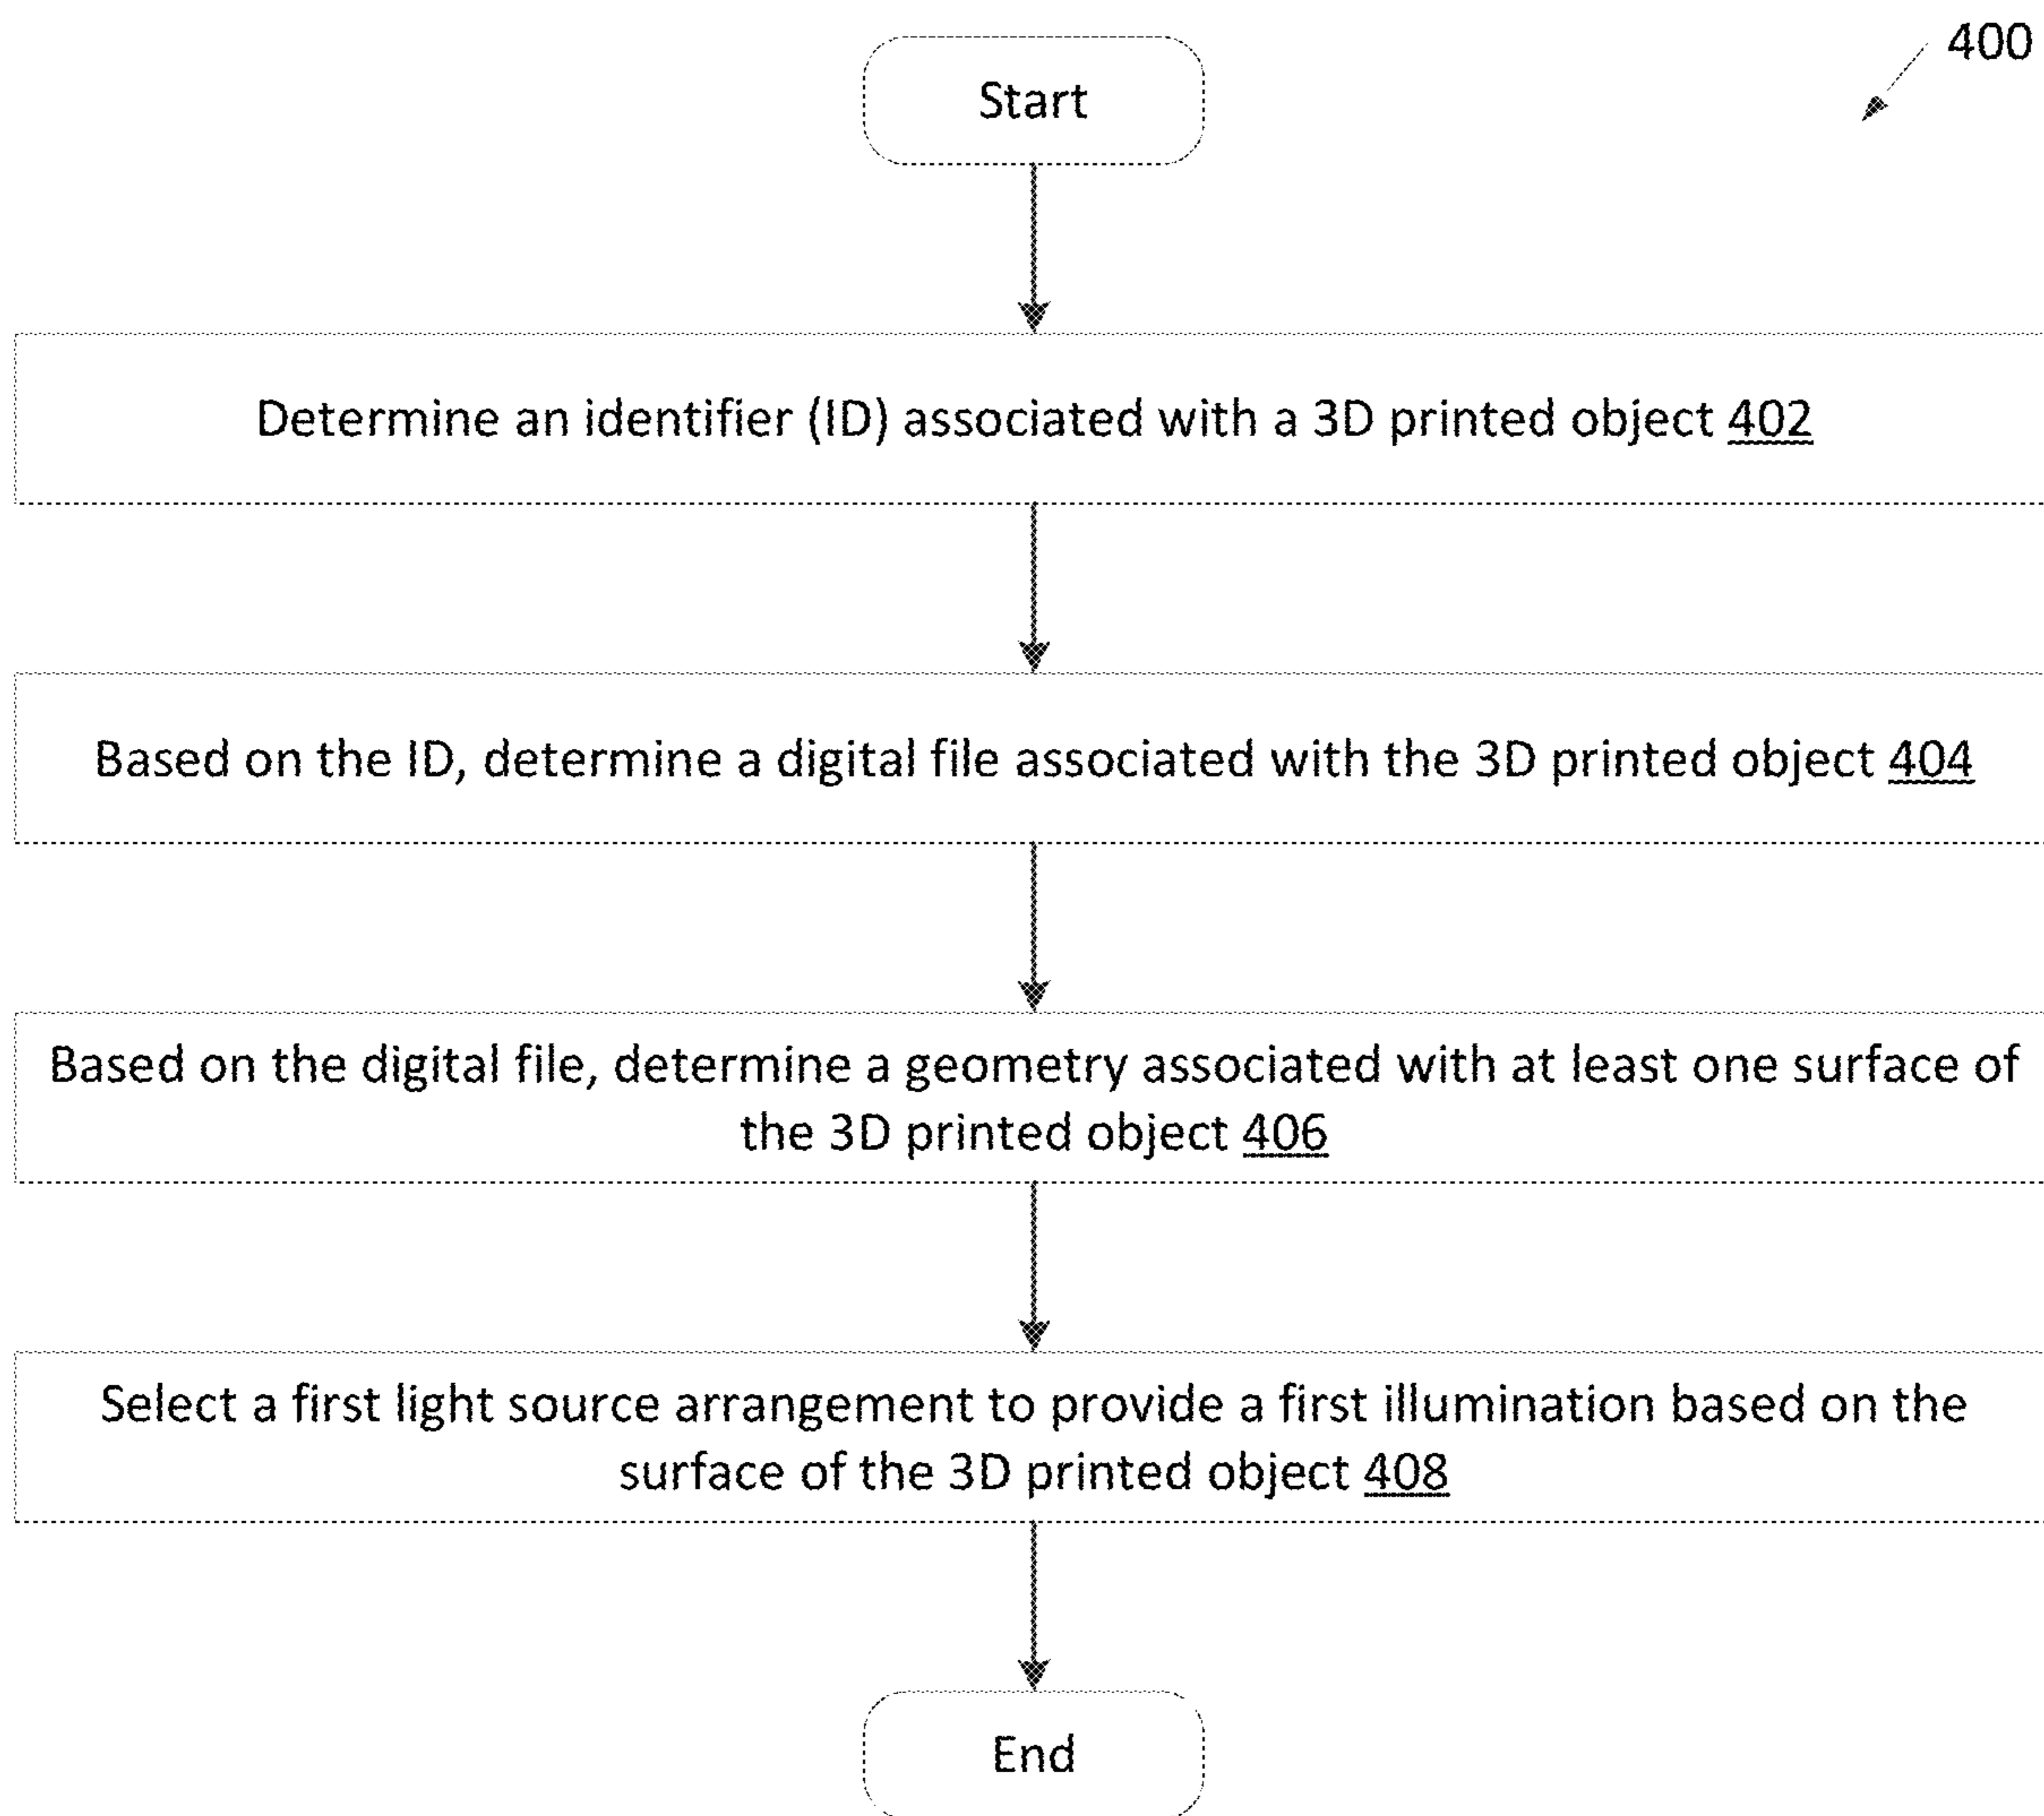 400
Start
Determine an identifier (ID) associated with a 3D printed object 402
Based on the ID, determine a digital file associated with the 3D printed object 404
Based on the digital file, determine a geometry associated with at least one surface of
the 3D printed object 406
Select a first light source arrangement to provide a first illumination based on the
surface of the 3D printed object 408
End